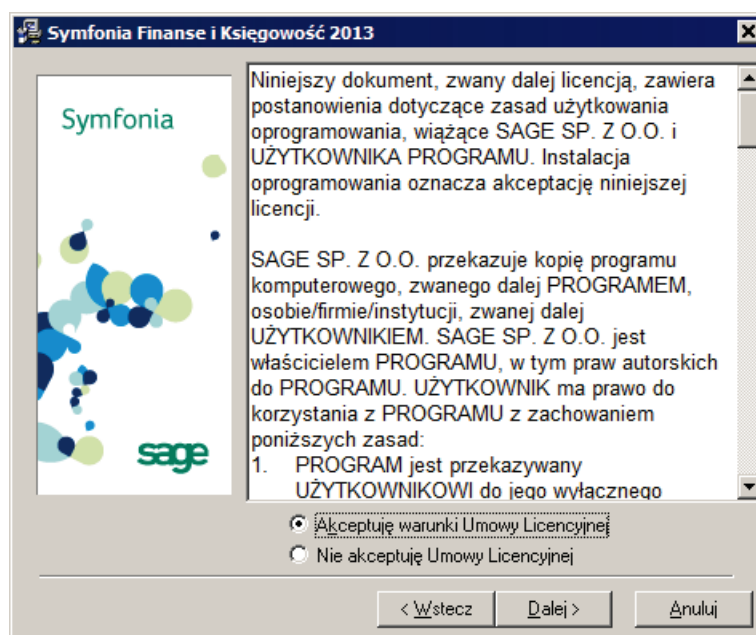 Symfonia Finanse i Księgowość 2013
Symfonia
sage
Niniejszy dokument, zwany dalej licencją, zawiera
postanowienia dotyczące zasad użytkowania
oprogramowania, wiążące SAGE SP. Z O.O. i
UŻYTKOWNIKA PROGRAMU. Instalacja
oprogramowania oznacza akceptację niniejszej
licencji.
SAGE SP. Z O.O. przekazuje kopię programu
komputerowego, zwanego dalej PROGRAMEM,
osobie/firmie/instytucji, zwanej dalej
UŻYTKOWNIKIEM. SAGE SP. Z O.O. jest
właścicielem PROGRAMU, w tym praw autorskich
do PROGRAMU. UŻYTKOWNIK ma prawo do
korzystania z PROGRAMU z zachowaniem
poniższych zasad:
1. PROGRAM jest przekazywany
UŻYTKOWNIKOWI do jego wyłącznego
Akceptuję warunki Umowy Licencyjnej
Nie akceptuję Umowy Licencyjnej
< Wstecz
Dalej >
Anuluj